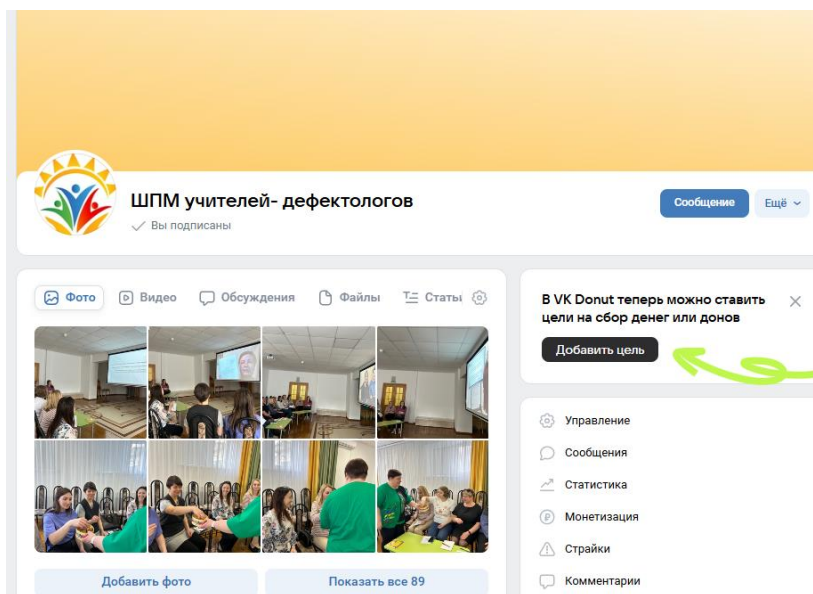 ШПМ учителей- дефектологов
Вы подписаны
Сообщение
Ещё
Фото
Видео
Обсуждения
Файлы
Статьи
В VK Donut теперь можно ставить
цели на сбор денег или донов
Добавить цель
Управление
Сообщения
Статистика
Монетизация
Страйки
Комментарии
Добавить фото
Показать все 89